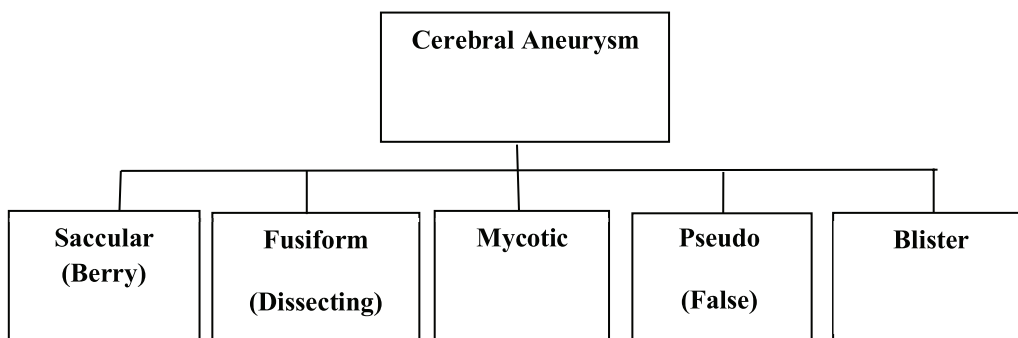 Cerebral Aneurysm
Saccular
(Berry)
Fusiform
(Dissecting)
Mycotic
Pseudo
(False)
Blister